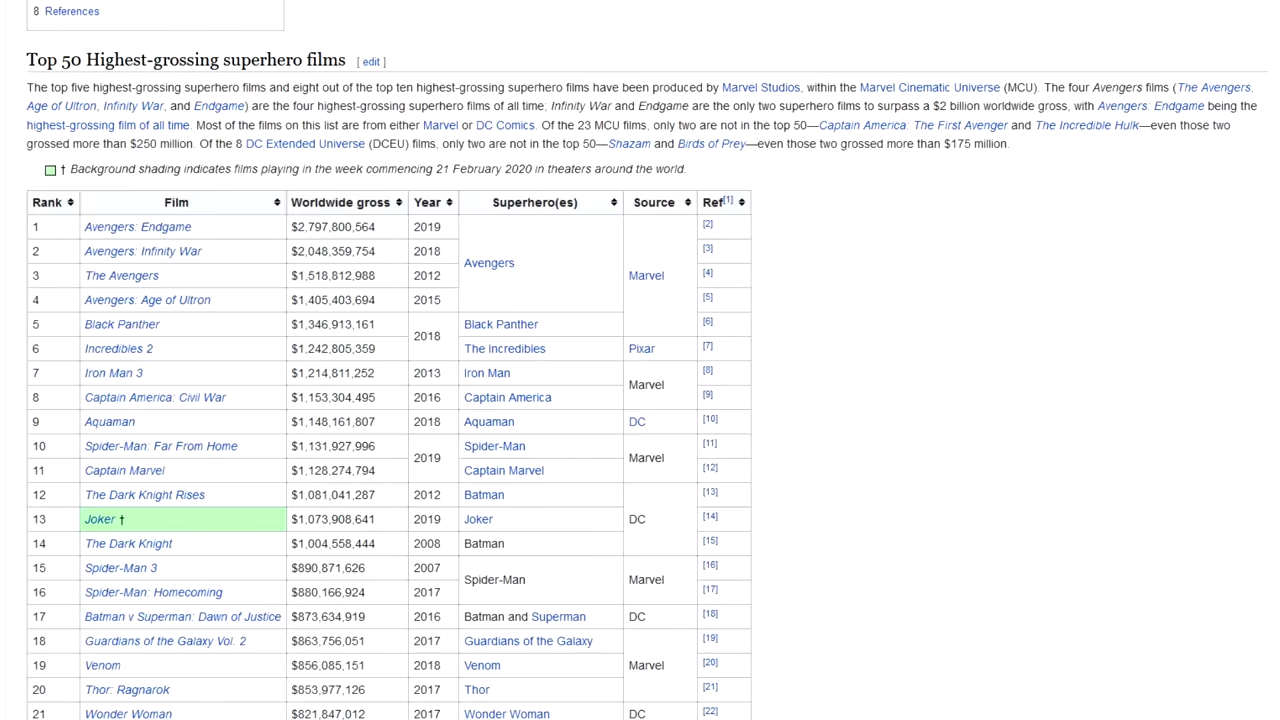 8 References
Top 50 Highest-grossing superhero films [ edit ]
The top five highest-grossing superhero films and eight out of the top ten highest-grossing superhero films have been produced by Marvel Studios, within the Marvel Cinematic Universe (MCU). The four Avengers films (The Avengers,
Age of Ultron, Infinity War, and Endgame) are the four highest-grossing superhero films of all time; Infinity War and Endgame are the only two superhero films to surpass a $2 billion worldwide gross, with Avengers: Endgame being the
highest-grossing film of all time. Most of the films on this list are from either Marvel or DC Comics. Of the 23 MCU films, only two are not in the top 50—Captain America: The First Avenger and The Incredible Hulk—even those two
grossed more than $250 million. Of the 8 DC Extended Universe (DCEU) films, only two are not in the top 50—Shazam and Birds of Prey—even those two grossed more than $175 million.
† Background shading indicates films playing in the week commencing 21 February 2020 in theaters around the world.
Rank Film Worldwide gross Year Superhero(es) Source Ref[1]
1 Avengers: Endgame $2,797,800,564 2019 [2]
2 Avengers: Infinity War $2,048,359,754 2018 [3]
Avengers
3 The Avengers $1,518,812,988 2012 Marvel [4]
4 Avengers: Age of Ultron $1,405,403,694 2015 [5]
5 Black Panther $1,346,913,161 Black Panther [6]
2018
6 Incredibles 2 $1,242,805,359 The Incredibles Pixar [7]
7 Iron Man 3 $1,214,811,252 2013 Iron Man [8]
Marvel
8 Captain America: Civil War $1,153,304,495 2016 Captain America [9]
9 Aquaman $1,148,161,807 2018 Aquaman DC [10]
10 Spider-Man: Far From Home $1,131,927,996 Spider-Man [11]
2019 Marvel
11 Captain Marvel $1,128,274,794 Captain Marvel [12]
12 The Dark Knight Rises $1,081,041,287 2012 Batman [13]
13 Joker † $1,073,908,641 2019 Joker DC [14]
14 The Dark Knight $1,004,558,444 2008 Batman [15]
15 Spider-Man 3 $890,871,626 2007 [16]
Spider-Man Marvel
16 Spider-Man: Homecoming $880,166,924 2017 [17]
17 Batman v Superman: Dawn of Justice $873,634,919 2016 Batman and Superman DC [18]
18 Guardians of the Galaxy Vol. 2 $863,756,051 2017 Guardians of the Galaxy [19]
19 Venom $856,085,151 2018 Venom Marvel [20]
20 Thor: Ragnarok $853,977,126 2017 Thor [21]
21 Wonder Woman $821,847,012 2017 Wonder Woman DC [22]